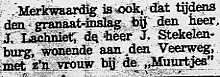 Merkwaardig is ook, dat tijdens
den granaat-inslag bij den heer
J. Lachniet, de heer J. Stekelen-
burg, wonende aan den Veerweg,
met z'n vrouw bij de „Muurtjes"